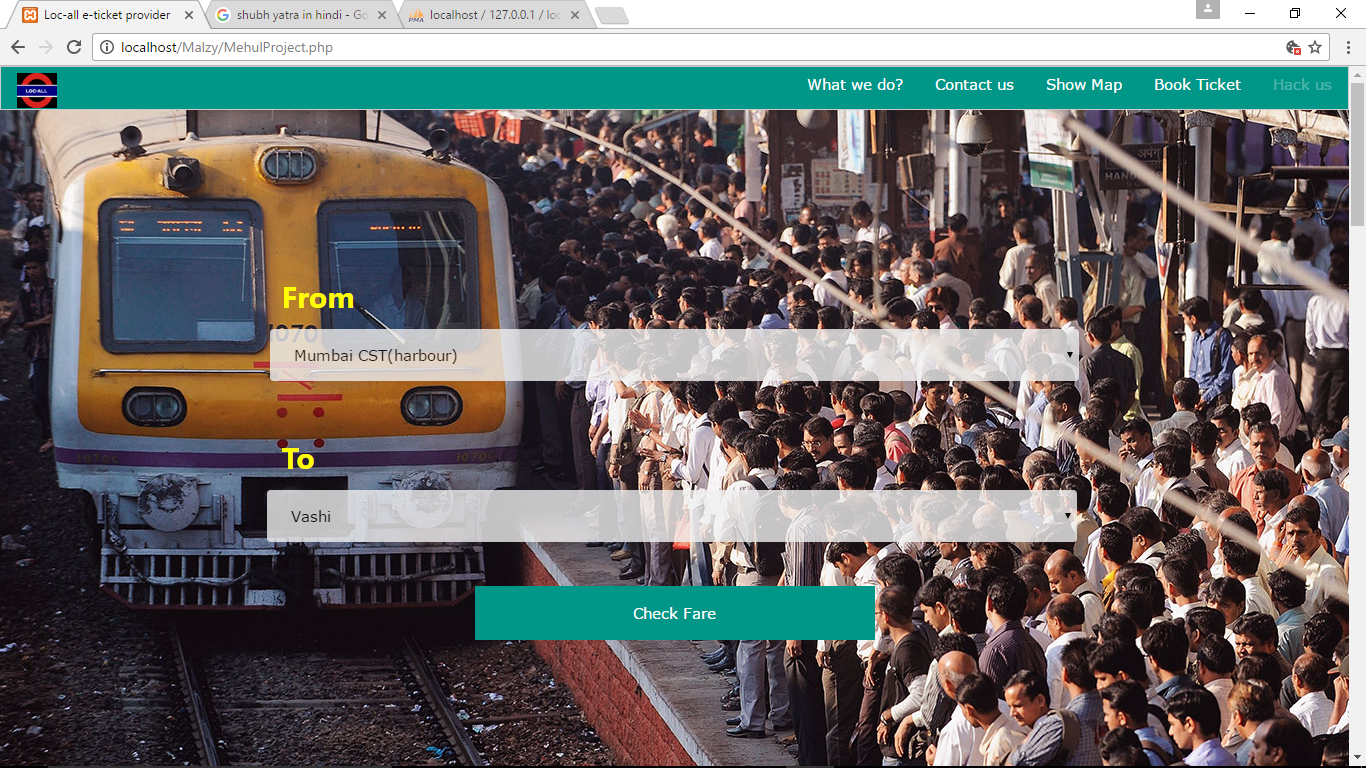 Loc-all e-ticket provider
shubh yatra in hindi - Go
localhost / 127.0.0.1 / loc
localhost/Malzy/MehulProject.php
LOC-ALL
What we do?
Contact us
Show Map
Book Ticket
Hack us
From
Mumbai CST(harbour)
To
Vashi
Check Fare